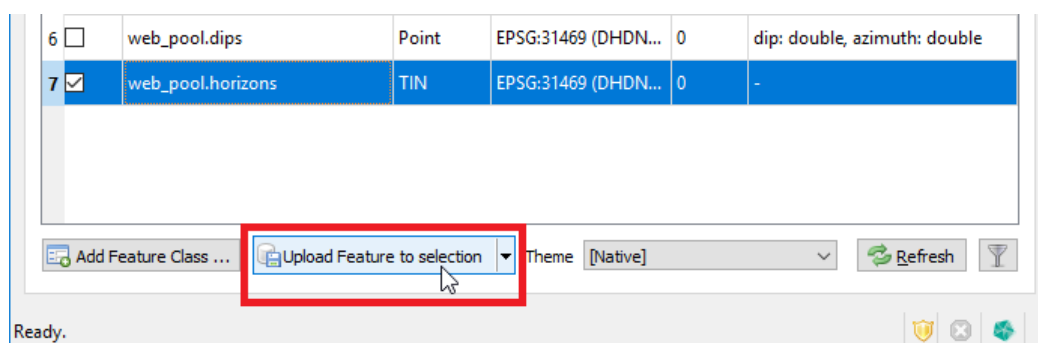 6 web_pool.dips Point EPSG:31469 (DHDN... 0 dip: double, azimuth: double
7 web_pool.horizons TIN EPSG:31469 (DHDN... 0 -
Add Feature Class ... Upload Feature to selection Theme [Native] Refresh
Ready.